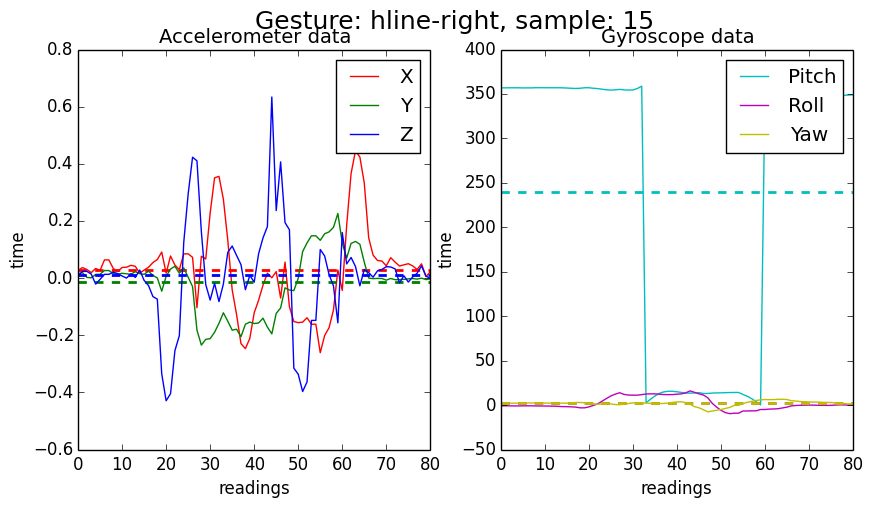 Gesture: hline-right, sample: 15
Accelerometer data
Gyroscope data
X
Y
Z
Pitch
Roll
Yaw
time
0.8
0.6
0.4
0.2
0.0
−0.2
−0.4
−0.6
0 10 20 30 40 50 60 70 80
readings
time
400
350
300
250
200
150
100
50
0
−50
0 10 20 30 40 50 60 70 80
readings